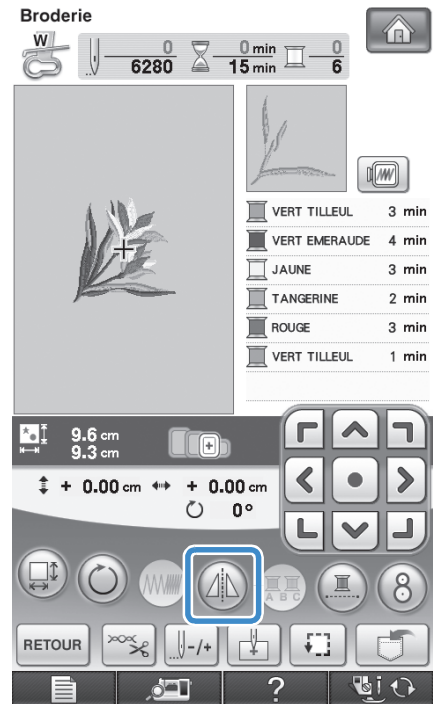 Broderie
W
0 0 min 0
6280 15 min 6
VERT TILLEUL 3 min
VERT EMERAUDE 4 min
JAUNE 3 min
TANGERINE 2 min
ROUGE 3 min
VERT TILLEUL 1 min
9.6 cm
9.3 cm
+ 0.00 cm + 0.00 cm
0°
A B C
8
RETOUR -/+
?